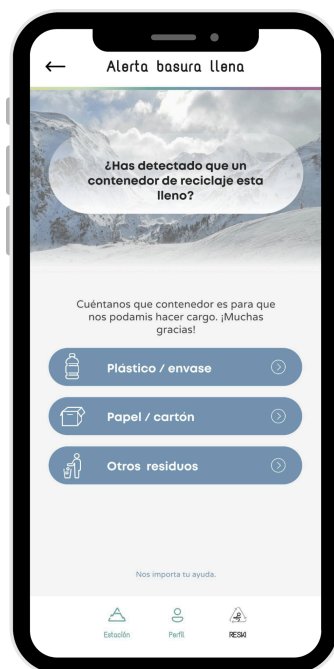 Alerta basura llena
¿Has detectado que un
contenedor de reciclaje esta
lleno?
Cuéntanos que contenedor es para que
nos podamis hacer cargo. ¡Muchas
gracias!
Plástico / envase
Papel / cartón
Otros residuos
Nos importa tu ayuda.
Estación Perfil RESKI